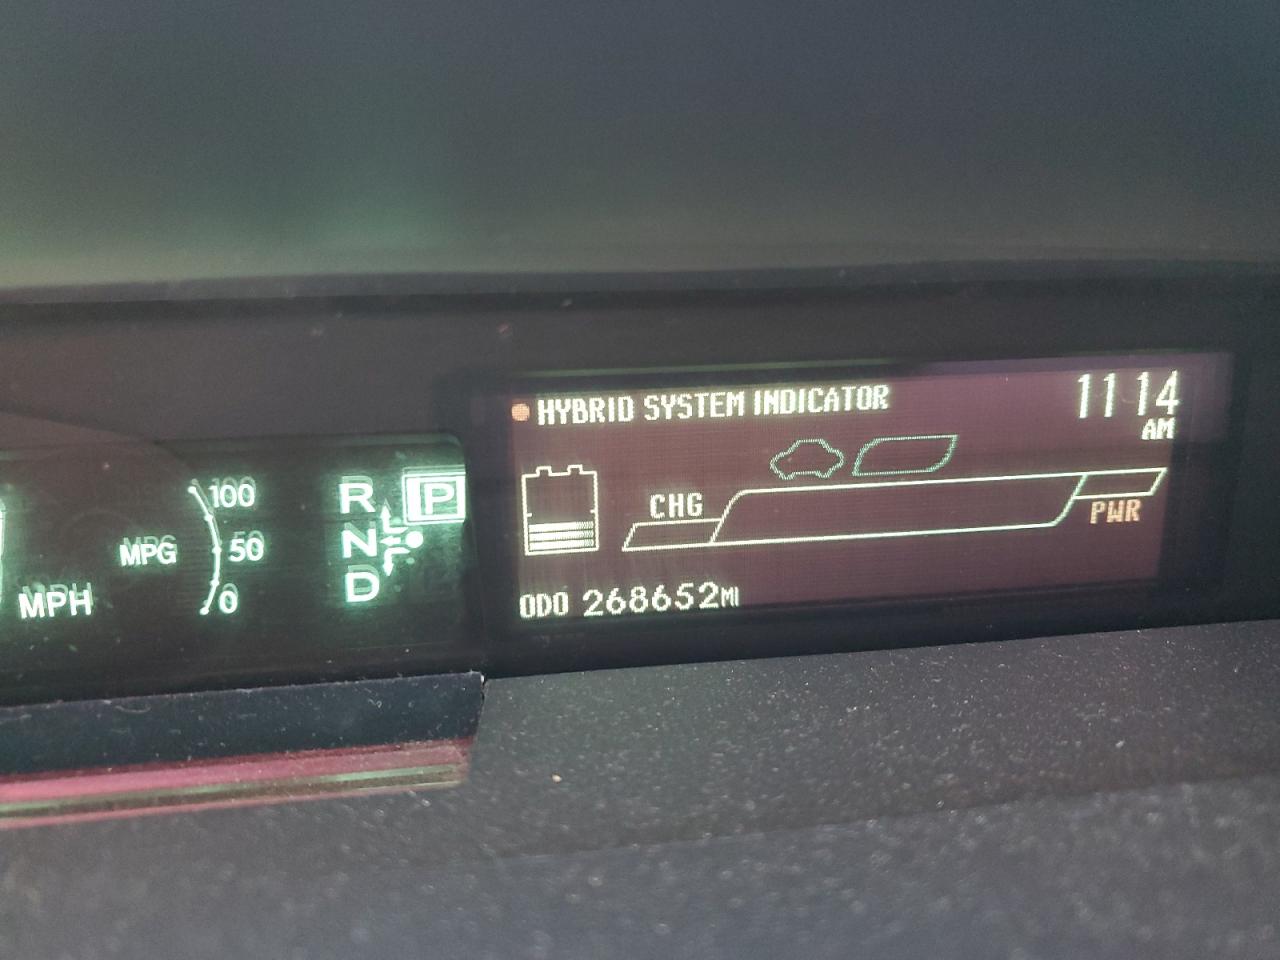 HYBRID SYSTEM INDICATOR
11 14
AM
CHG
PWR
ODO 268652MI
100
50
0
MPG
MPH
R
P
N
D